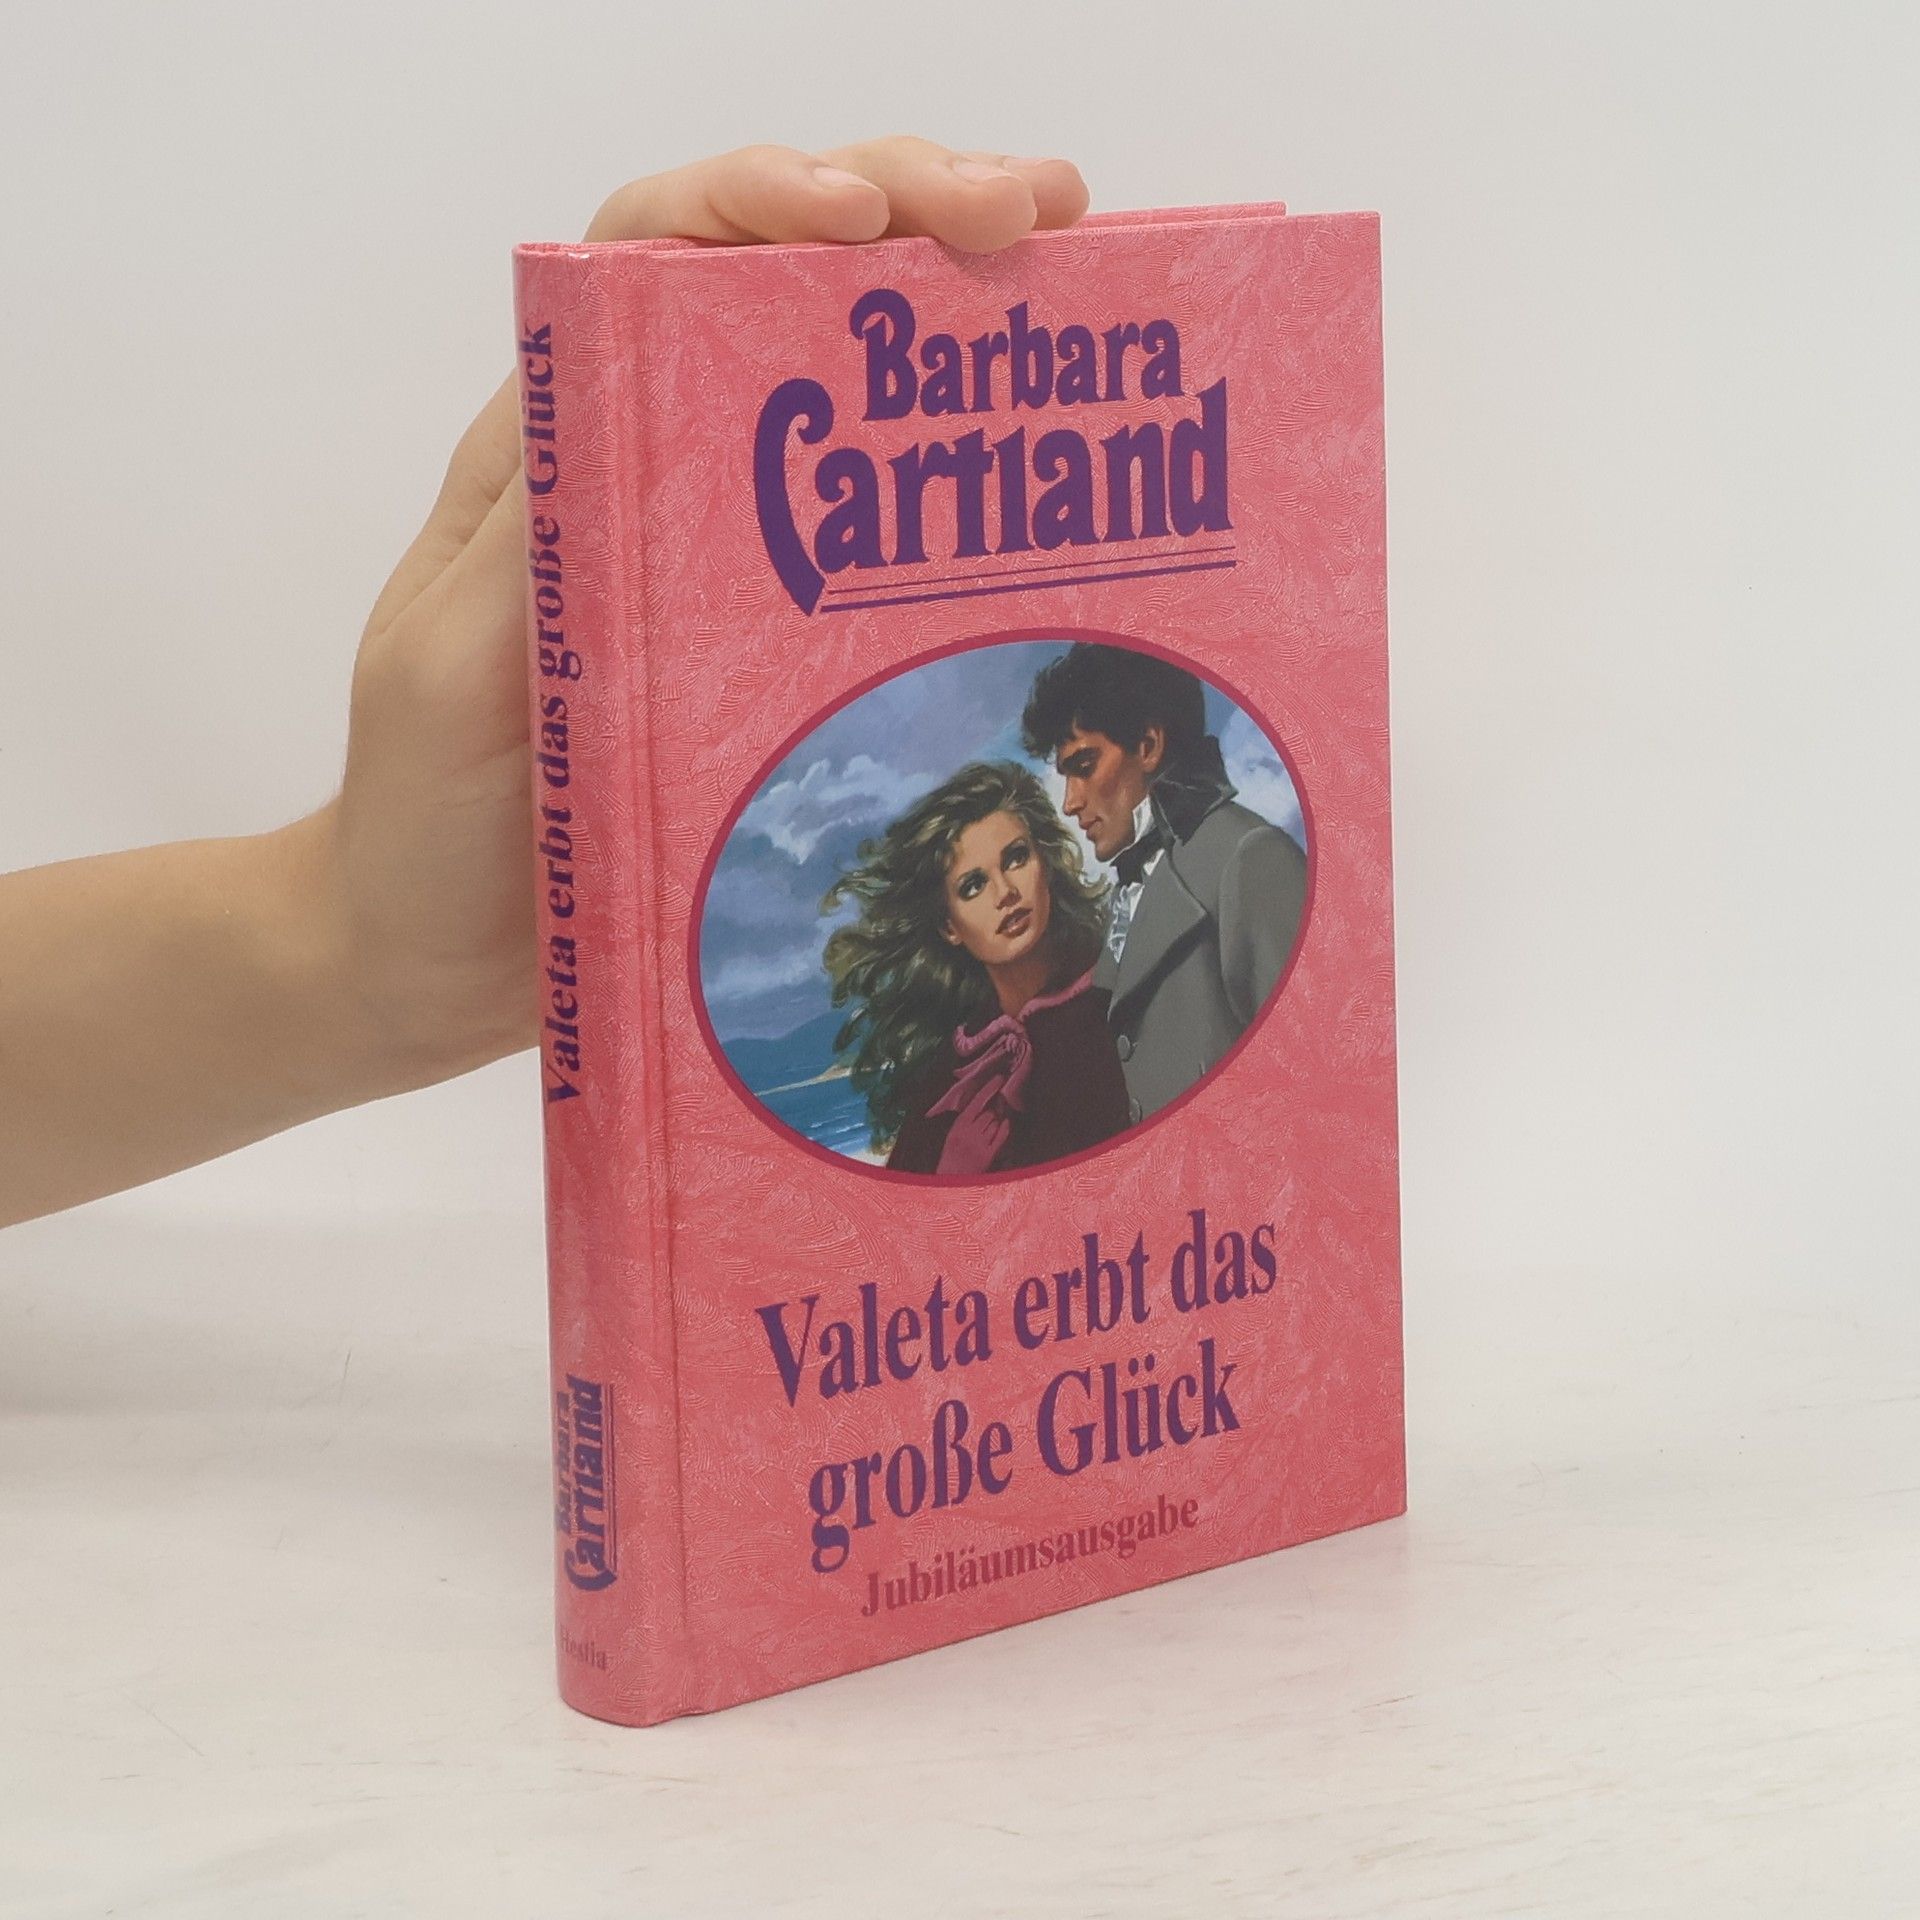 Barbara
Cartland
Valeta erbt das
große Glück
Jubiläumsausgabe
Valeta erbt das große Glück
Barbara
Cartland
Hestia